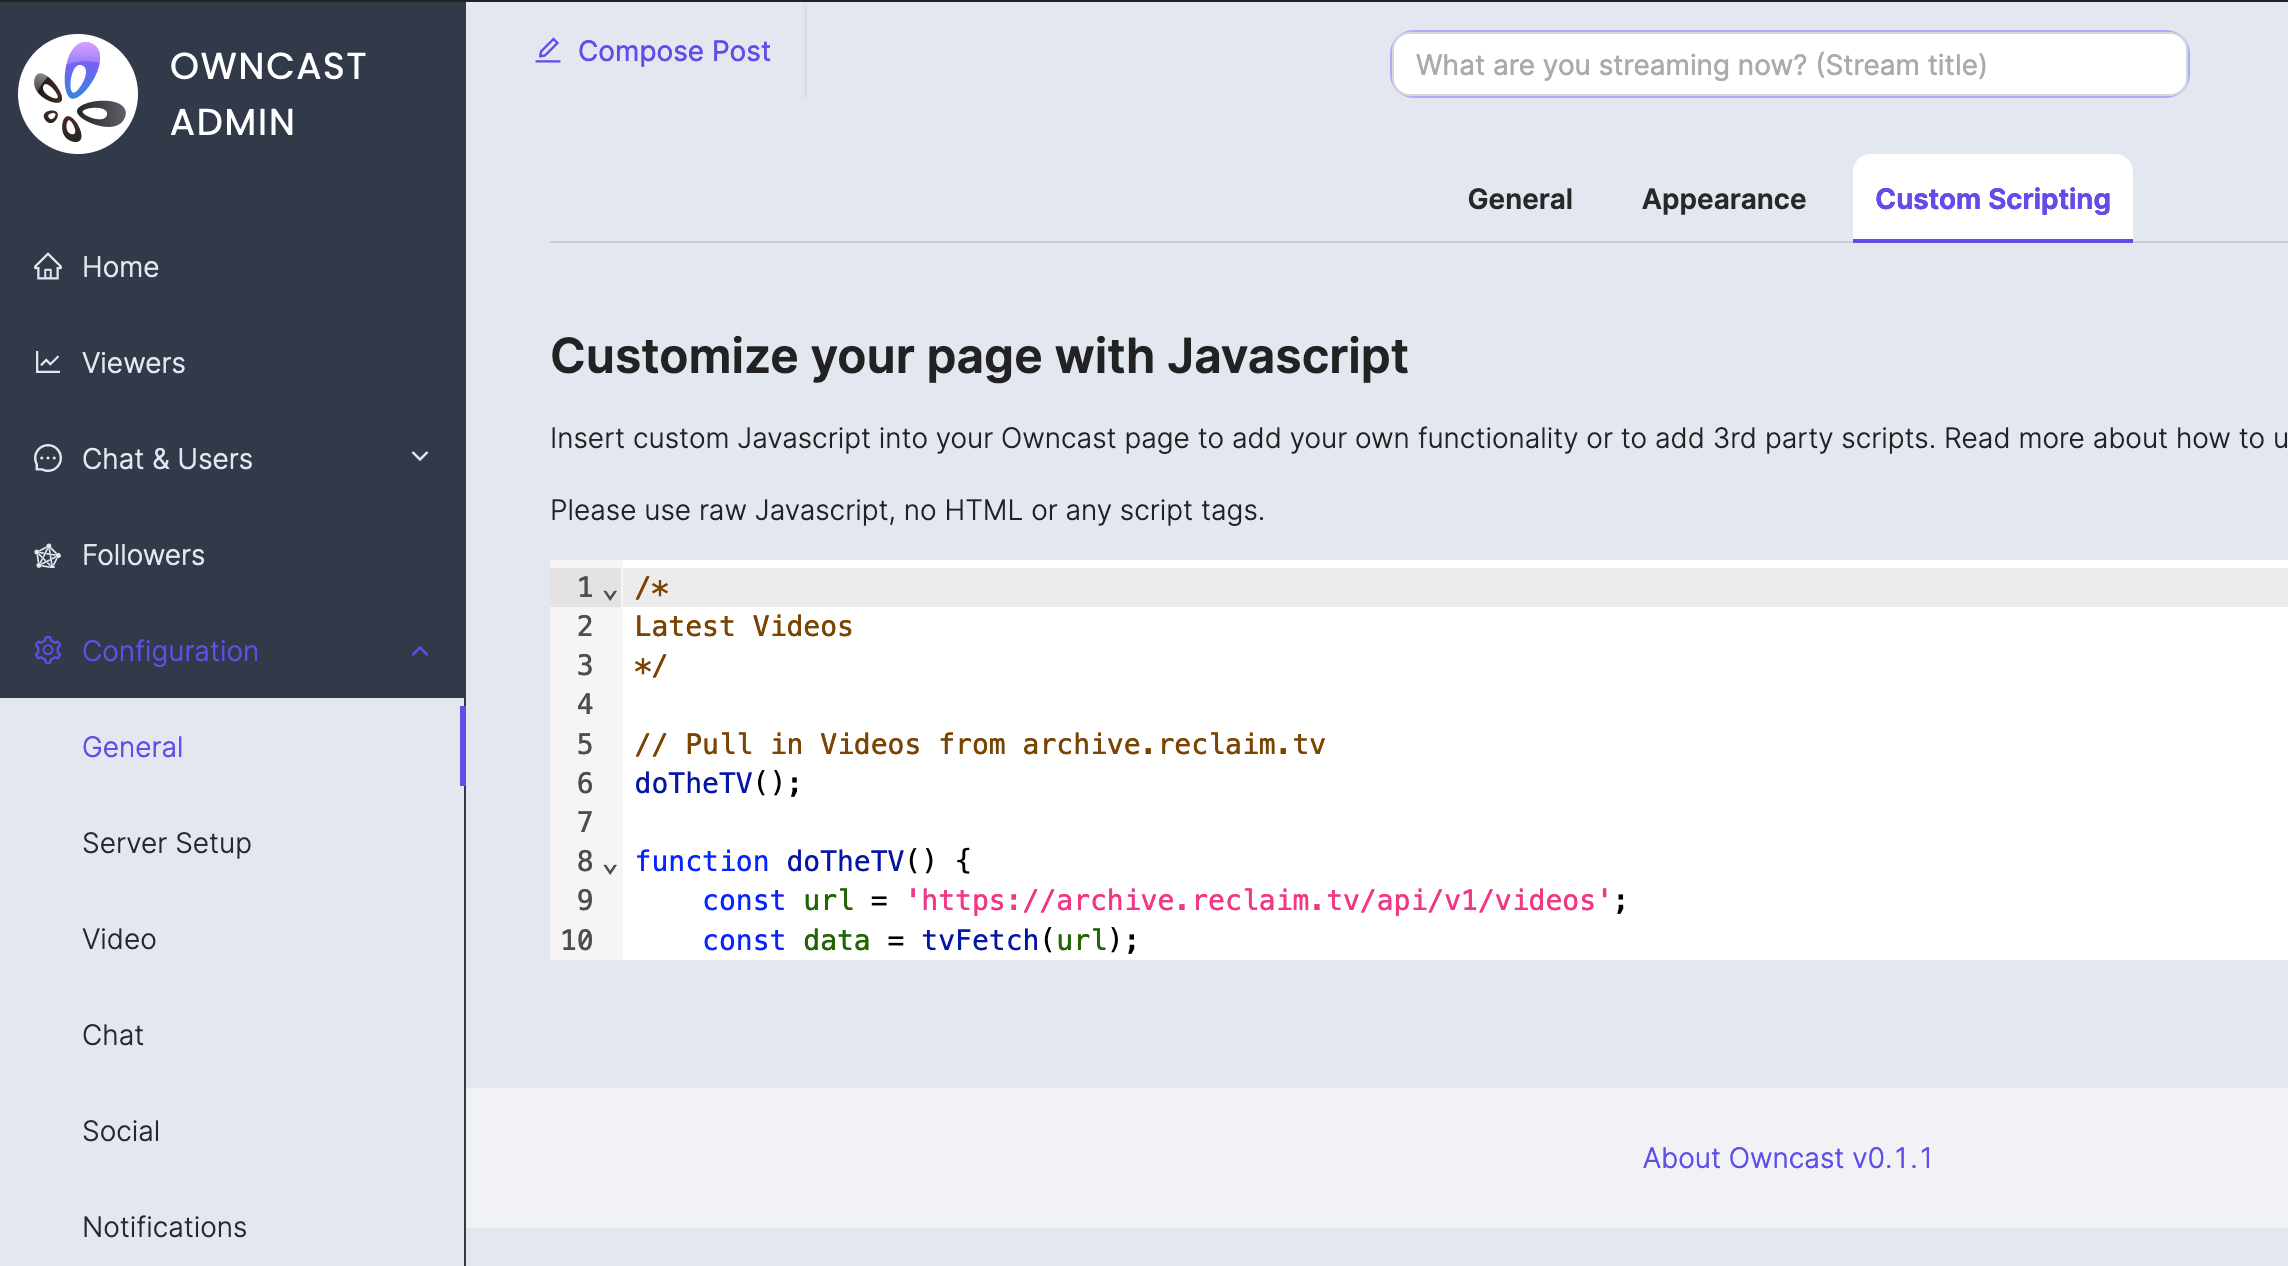 OWNCAST
ADMIN
Home
Viewers
Chat & Users
Followers
Configuration
General
Server Setup
Video
Chat
Social
Notifications
Compose Post
What are you streaming now? (Stream title)
General
Appearance
Custom Scripting
Customize your page with Javascript
Insert custom Javascript into your Owncast page to add your own functionality or to add 3rd party scripts. Read more about how to
Please use raw Javascript, no HTML or any script tags.
1 /*
2 Latest Videos
3 */
4
5 // Pull in Videos from archive.reclaim.tv
6 doTheTV();
7
8 function doTheTV() {
9     const url = 'https://archive.reclaim.tv/api/v1/videos';
10     const data = tvFetch(url);
About Owncast v0.1.1